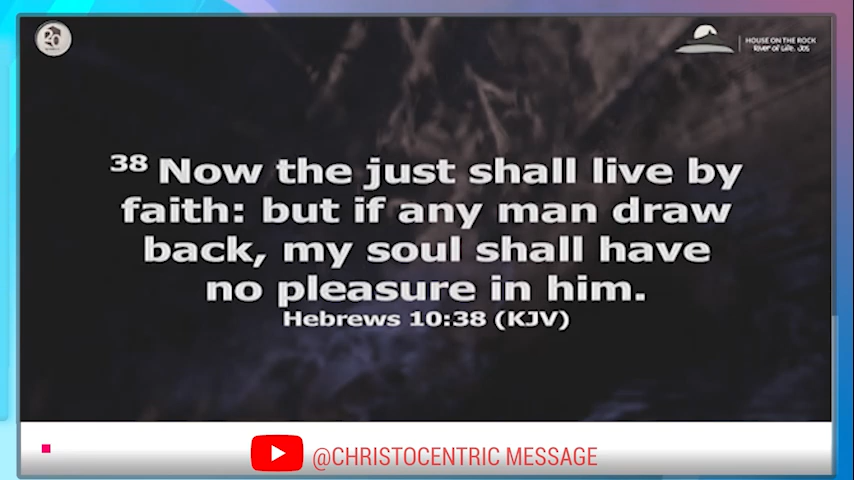 20
HOUSE ON THE ROCK
River of Life, Jos
38 Now the just shall live by
faith: but if any man draw
back, my soul shall have
no pleasure in him.
Hebrews 10:38 (KJV)
@CHRISTOCENTRIC MESSAGE